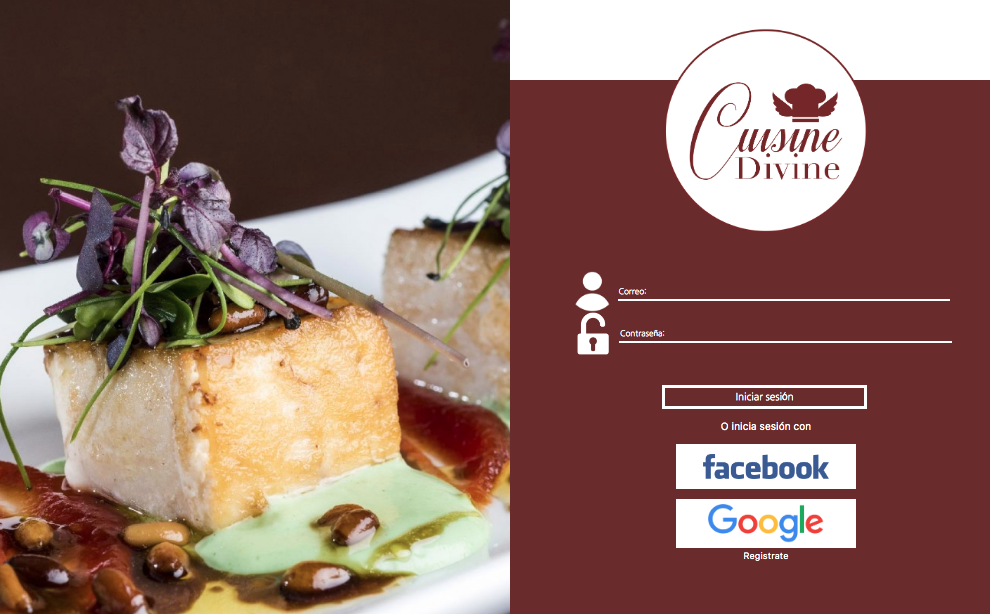 Cuisine
Divine
Correo:
Contraseña:
Iniciar sesión
O inicia sesión con
facebook
Google
Registrate